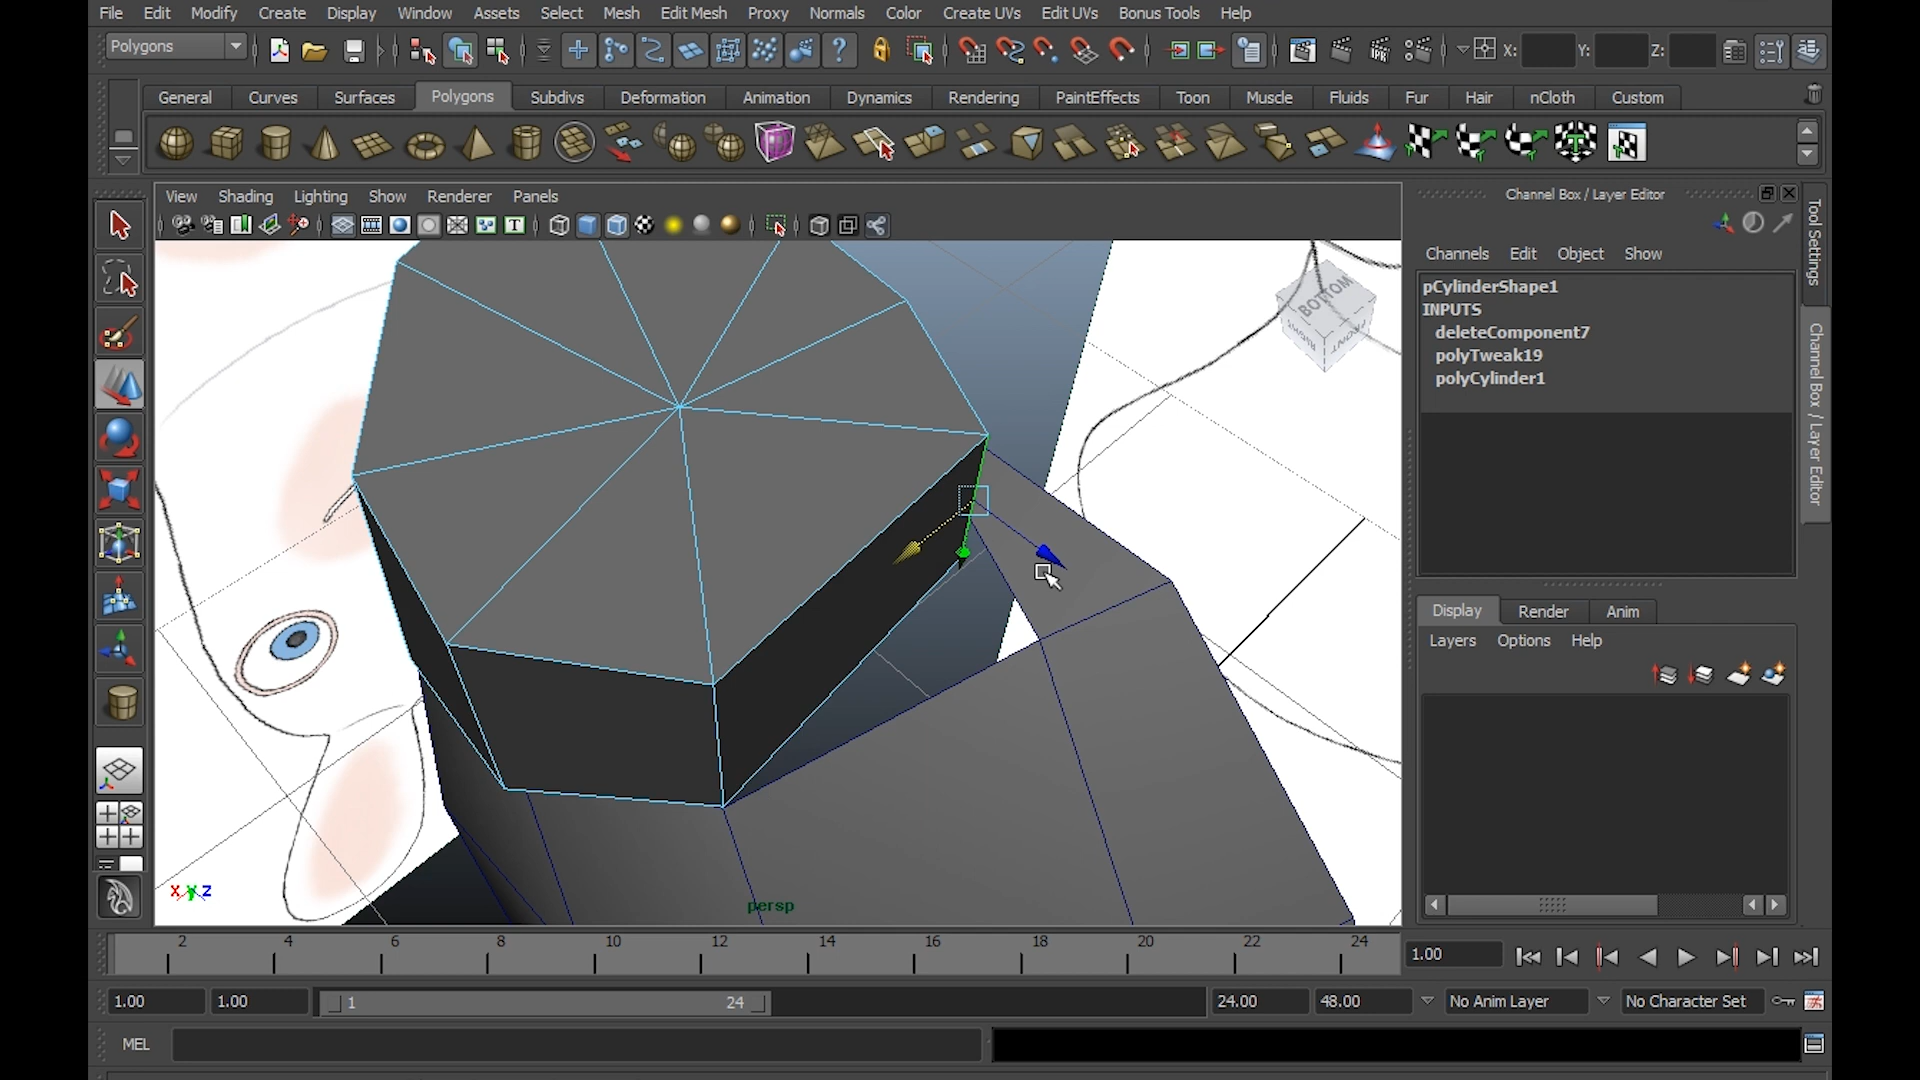 File Edit Modify Create Display Window Assets Select Mesh Edit Mesh Proxy Normals Color Create UVs Edit UVs Bonus Tools Help
Polygons X: Y: Z:
General Curves Surfaces Polygons Subdivs Deformation Animation Dynamics Rendering PaintEffects Toon Muscle Fluids Fur Hair nCloth Custom
View Shading Lighting Show Renderer Panels
Channel Box / Layer Editor
Channels Edit Object Show
pCylinderShape1
INPUTS
deleteComponent7
polyTweak19
polyCylinder1
Tool Settings
Channel Box / Layer Editor
BOTTOM
RIGHT FRONT
Display Render Anim
Layers Options Help
X Y Z
persp
2 4 6 8 10 12 14 16 18 20 22 24
1.00
1.00 1.00 1 24 24.00 48.00 No Anim Layer No Character Set
MEL